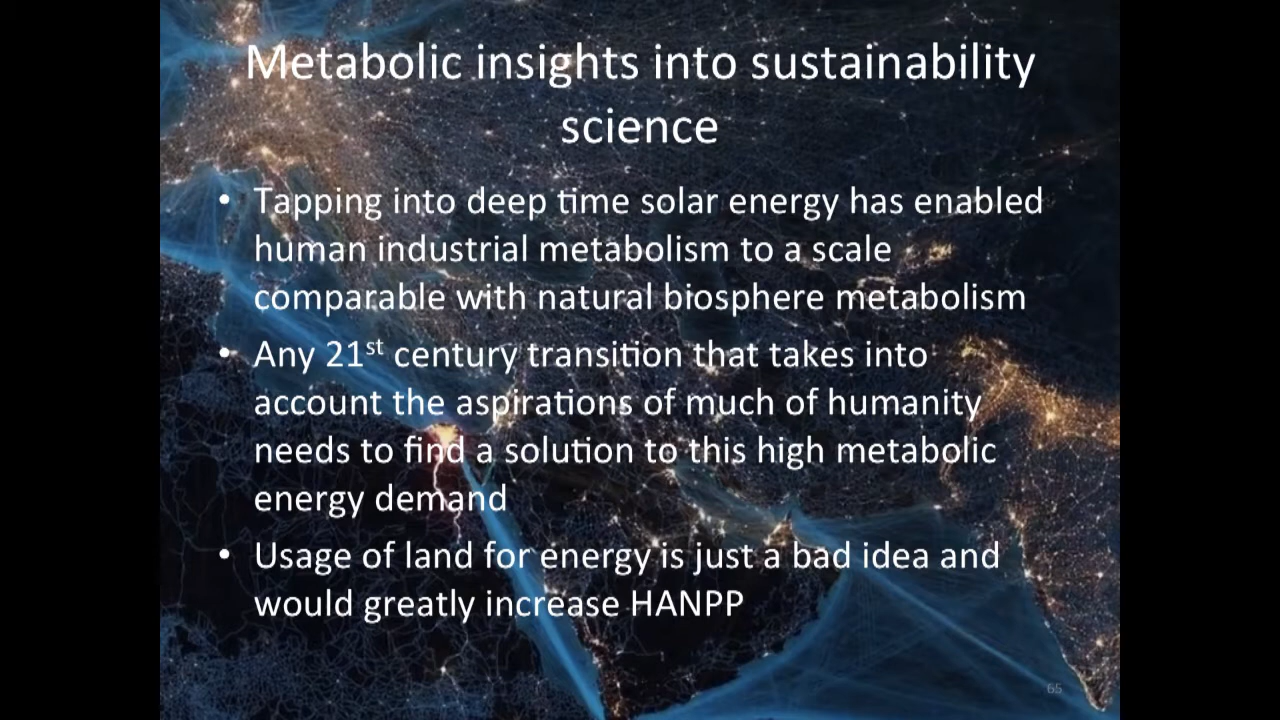 Metabolic insights into sustainability
science
• Tapping into deep time solar energy has enabled
human industrial metabolism to a scale
comparable with natural biosphere metabolism
• Any 21st century transition that takes into
account the aspirations of much of humanity
needs to find a solution to this high metabolic
energy demand
• Usage of land for energy is just a bad idea and
would greatly increase HANPP
65